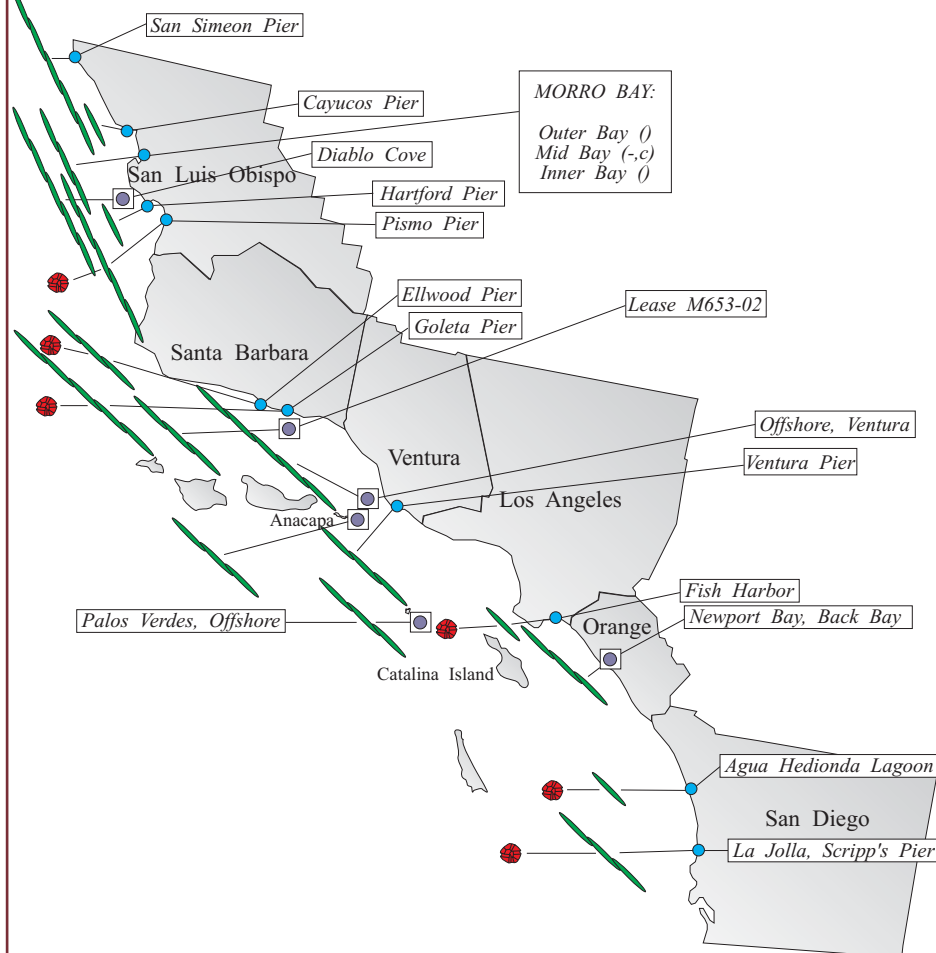 San Simeon Pier
Cayucos Pier
MORRO BAY:
Outer Bay ()
Mid Bay (-,c)
Inner Bay ()
Diablo Cove
San Luis Obispo
Hartford Pier
Pismo Pier
Ellwood Pier
Lease M653-02
Goleta Pier
Santa Barbara
Offshore, Ventura
Ventura
Ventura Pier
Los Angeles
Anacapa
Fish Harbor
Palos Verdes, Offshore
Newport Bay, Back Bay
Orange
Catalina Island
Agua Hedionda Lagoon
San Diego
La Jolla, Scripp's Pier